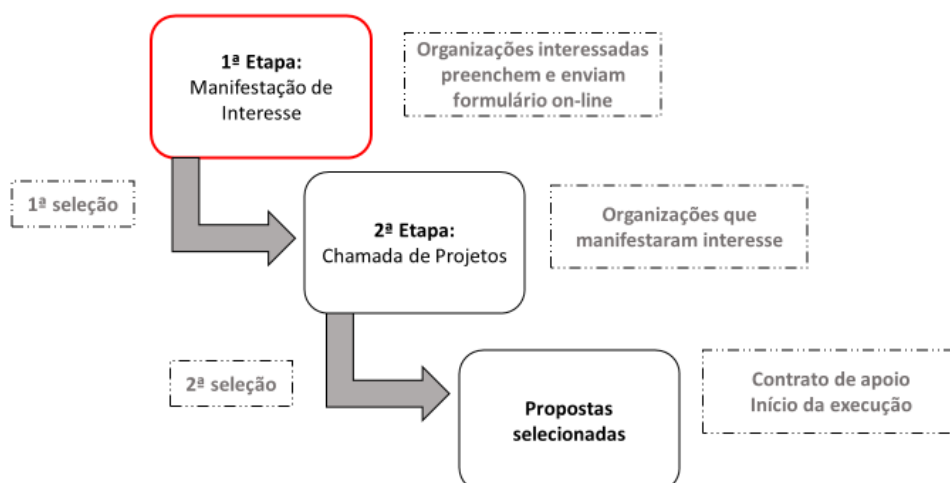 1ª Etapa:
Manifestação de
Interesse
Organizações interessadas
preenchem e enviam
formulário on-line
1ª seleção
2ª Etapa:
Chamada de Projetos
Organizações que
manifestaram interesse
2ª seleção
Propostas
selecionadas
Contrato de apoio
Início da execução